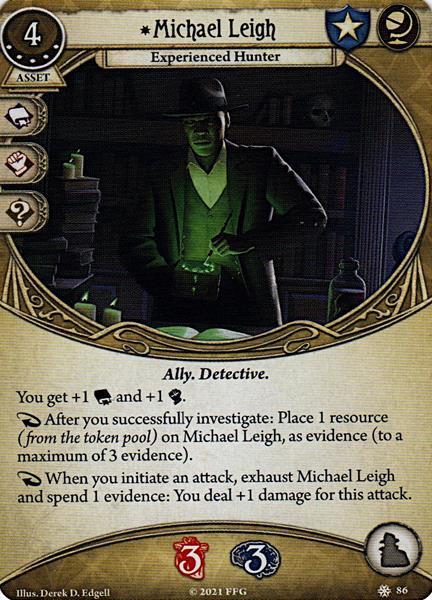 4
ASSET
*Michael Leigh
Experienced Hunter
?
Ally. Detective.
You get +1 and +1 .
After you successfully investigate: Place 1 resource
(from the token pool) on Michael Leigh, as evidence (to a
maximum of 3 evidence).
When you initiate an attack, exhaust Michael Leigh
and spend 1 evidence: You deal +1 damage for this attack.
3 3
Illus. Derek D. Edgell © 2021 FFG 86